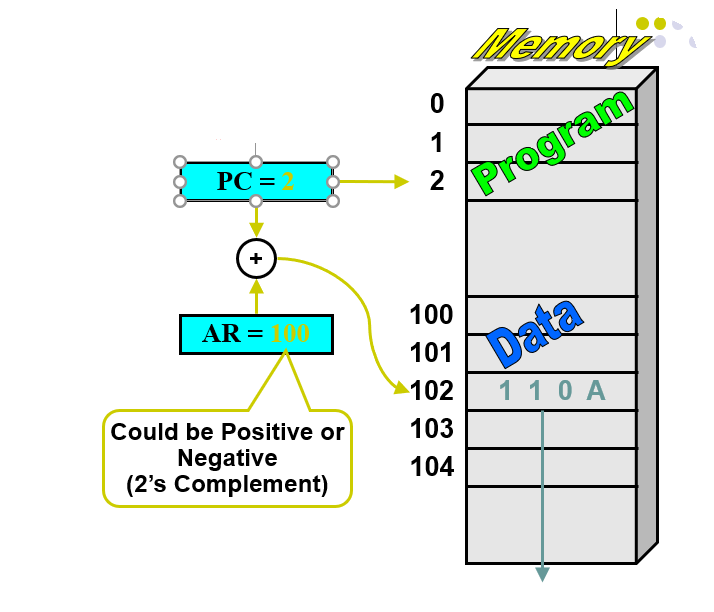 Memory
0
1
2
Program
PC = 2
+
AR = 100
100
101
102
103
104
Data
1 1 0 A
Could be Positive or
Negative
(2's Complement)